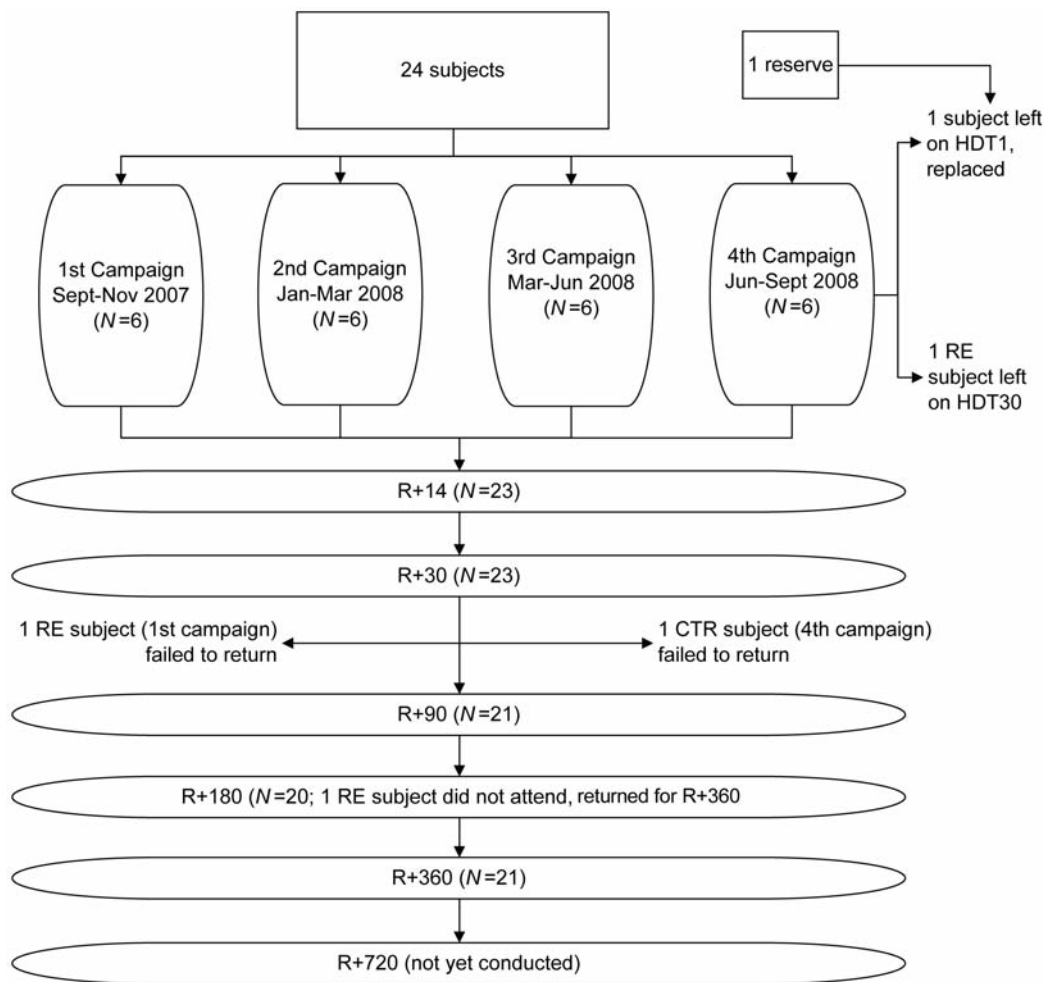 24 subjects
1 reserve
1 subject left
on HDT1,
replaced
1st Campaign
Sept-Nov 2007
(N=6)
2nd Campaign
Jan-Mar 2008
(N=6)
3rd Campaign
Mar-Jun 2008
(N=6)
4th Campaign
Jun-Sept 2008
(N=6)
1 RE
subject left
on HDT30
R+14 (N=23)
R+30 (N=23)
1 RE subject (1st campaign)
failed to return
1 CTR subject (4th campaign)
failed to return
R+90 (N=21)
R+180 (N=20; 1 RE subject did not attend, returned for R+360
R+360 (N=21)
R+720 (not yet conducted)